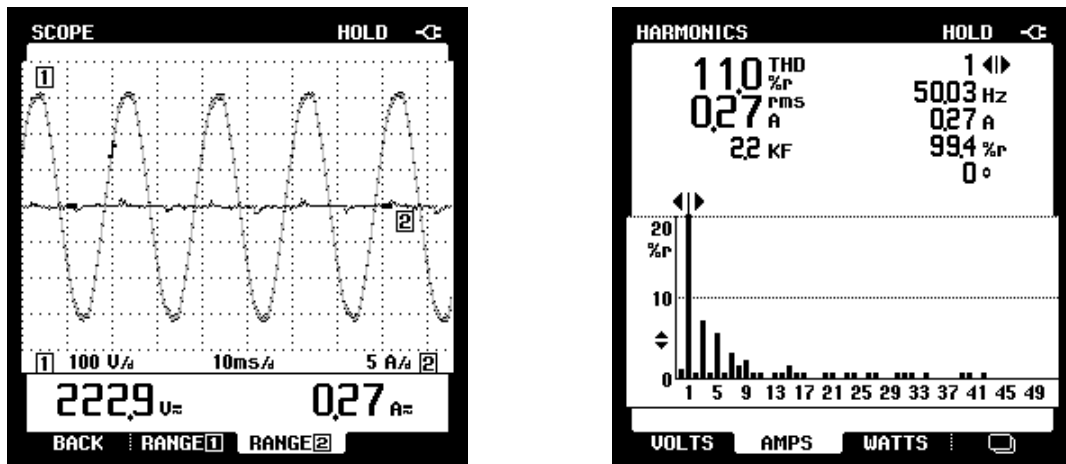 SCOPE HOLD
1
2
1 100 V/d 10ms/d 5 A/d 2
222.9 V≂ 0.27 A≂
BACK RANGE1 RANGE2
HARMONICS HOLD
11.0 THD %r 1
0.27 rms A 50.03 Hz
2.2 KF 0.27 A
99.4 %r
0 °
20
%r
10
0
1 5 9 13 17 21 25 29 33 37 41 45 49
VOLTS AMPS WATTS